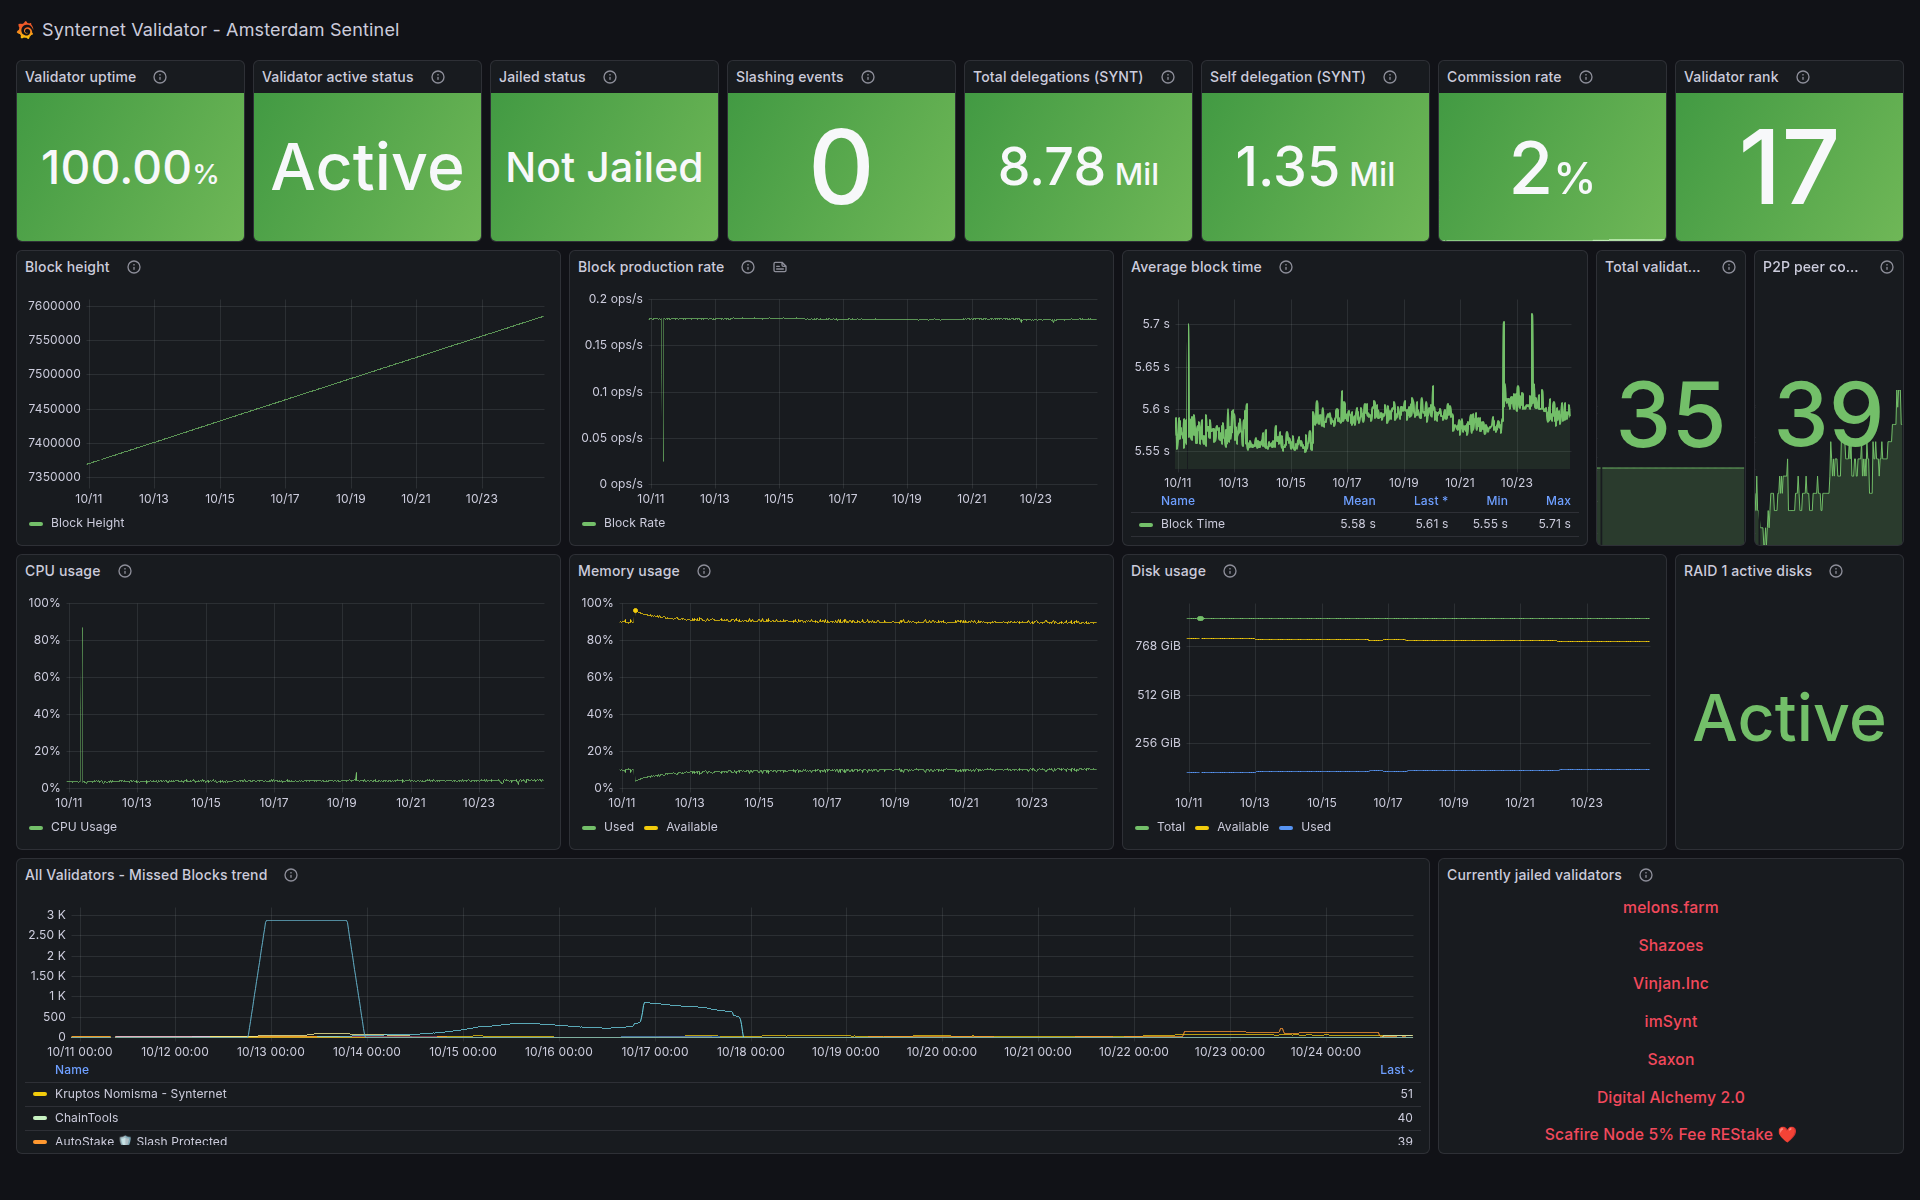 Synternet Validator - Amsterdam Sentinel
Validator uptime
100.00%
Validator active status
Active
Jailed status
Not Jailed
Slashing events
0
Total delegations (SYNT)
8.78 Mil
Self delegation (SYNT)
1.35 Mil
Commission rate
2%
Validator rank
17
Block height
7600000
7550000
7500000
7450000
7400000
7350000
10/11 10/13 10/15 10/17 10/19 10/21 10/23
Block Height
Block production rate
0.2 ops/s
0.15 ops/s
0.1 ops/s
0.05 ops/s
0 ops/s
10/11 10/13 10/15 10/17 10/19 10/21 10/23
Block Rate
Average block time
5.7 s
5.65 s
5.6 s
5.55 s
10/11 10/13 10/15 10/17 10/19 10/21 10/23
Name Mean Last * Min Max
Block Time 5.58 s 5.61 s 5.55 s 5.71 s
Total validat...
35
P2P peer co...
39
CPU usage
100%
80%
60%
40%
20%
0%
10/11 10/13 10/15 10/17 10/19 10/21 10/23
CPU Usage
Memory usage
100%
80%
60%
40%
20%
0%
10/11 10/13 10/15 10/17 10/19 10/21 10/23
Used Available
Disk usage
768 GiB
512 GiB
256 GiB
10/11 10/13 10/15 10/17 10/19 10/21 10/23
Total Available Used
RAID 1 active disks
Active
All Validators - Missed Blocks trend
3 K
2.50 K
2 K
1.50 K
1 K
500
0
10/11 00:00 10/12 00:00 10/13 00:00 10/14 00:00 10/15 00:00 10/16 00:00 10/17 00:00 10/18 00:00 10/19 00:00 10/20 00:00 10/21 00:00 10/22 00:00 10/23 00:00 10/24 00:00
Name Last
Kruptos Nomisma - Synternet 51
ChainTools 40
AutoStake 🛡️ Slash Protected 39
Currently jailed validators
melons.farm
Shazoes
Vinjan.Inc
imSynt
Saxon
Digital Alchemy 2.0
Scafire Node 5% Fee REStake ❤️